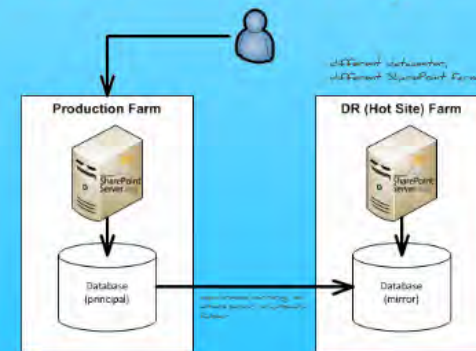 different datacenter,
different SharePoint farm
Production Farm
DR (Hot Site) Farm
SharePoint
Server
SharePoint
Server
Database
(principal)
Database
(mirror)